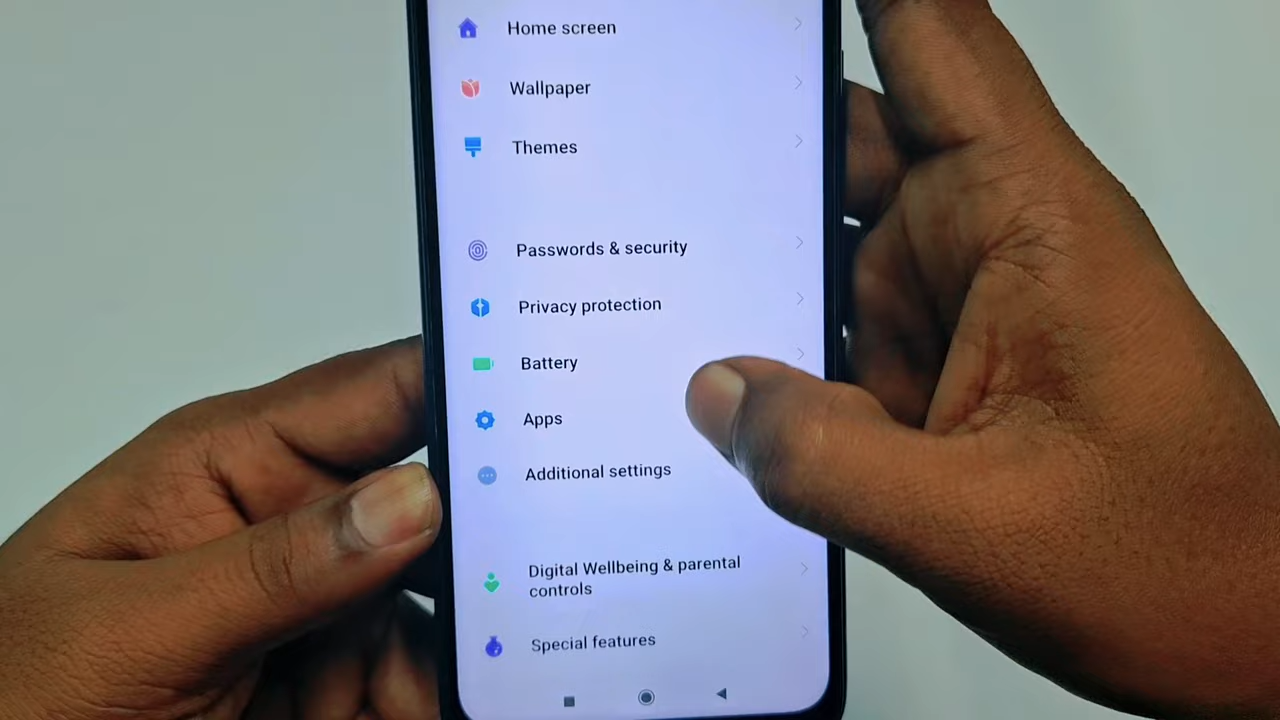 Home screen
Wallpaper
Themes
Passwords & security
Privacy protection
Battery
Apps
Additional settings
Digital Wellbeing & parental
controls
Special features